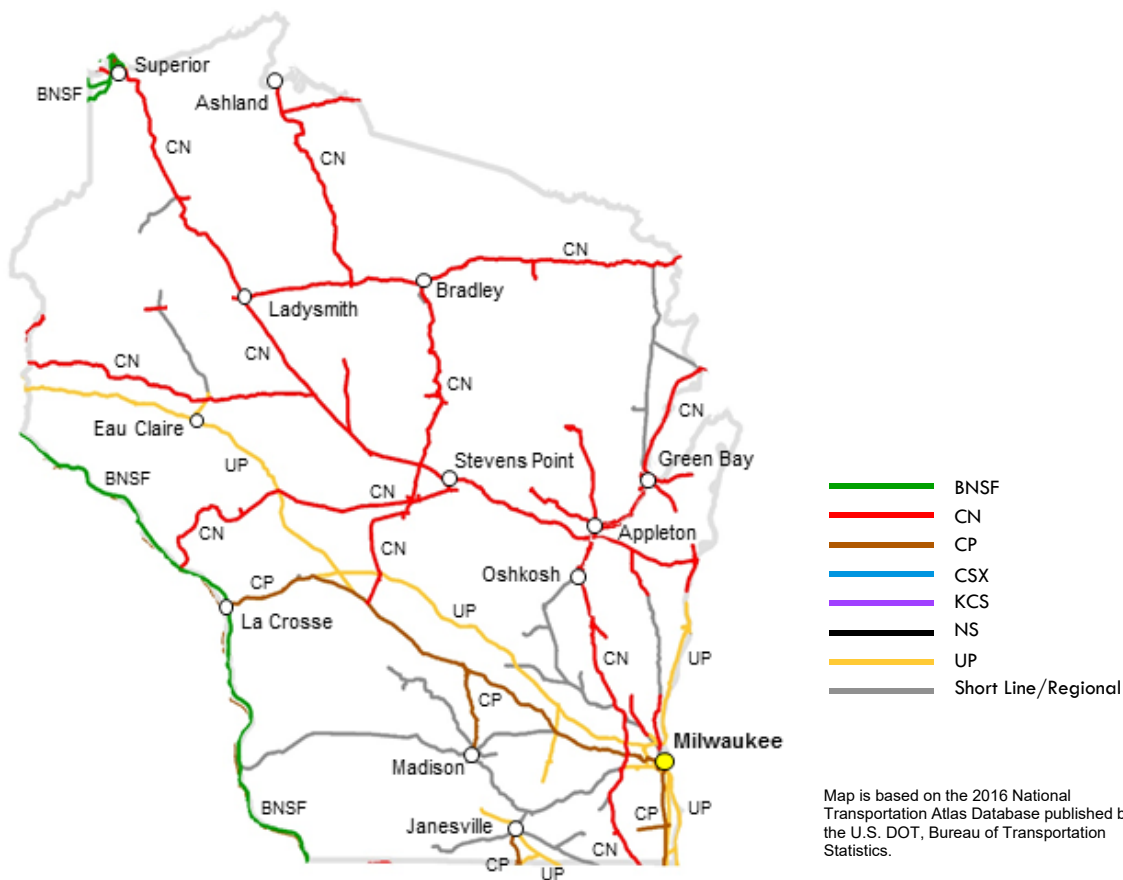 Superior
BNSF
Ashland
CN
CN
CN
Bradley
Ladysmith
CN
CN
CN
CN
Eau Claire
Stevens Point
Green Bay
UP
BNSF
CN
CN
Appleton
CN
Oshkosh
CP
UP
La Crosse
CN
UP
CP
Milwaukee
Madison
Janesville
CP
UP
CN
CP
UP
BNSF
BNSF
CN
CP
CSX
KCS
NS
UP
Short Line/Regional
Map is based on the 2016 National
Transportation Atlas Database published b
the U.S. DOT, Bureau of Transportation
Statistics.